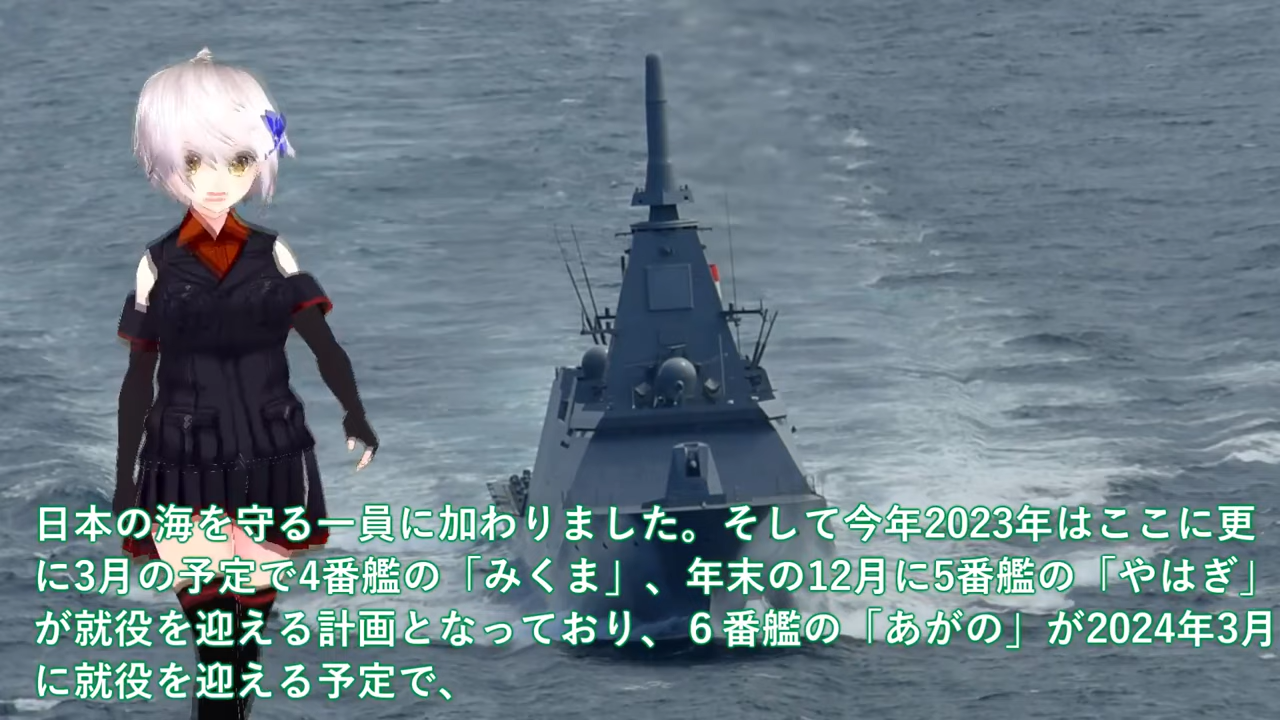 日本の海を守る一員に加わりました。そして今年2023年はここに更
に3月の予定で4番艦の「みくま」、年末の12月に5番艦の「やはぎ」
が就役を迎える計画となっており、６番艦の「あがの」が2024年3月
に就役を迎える予定で、